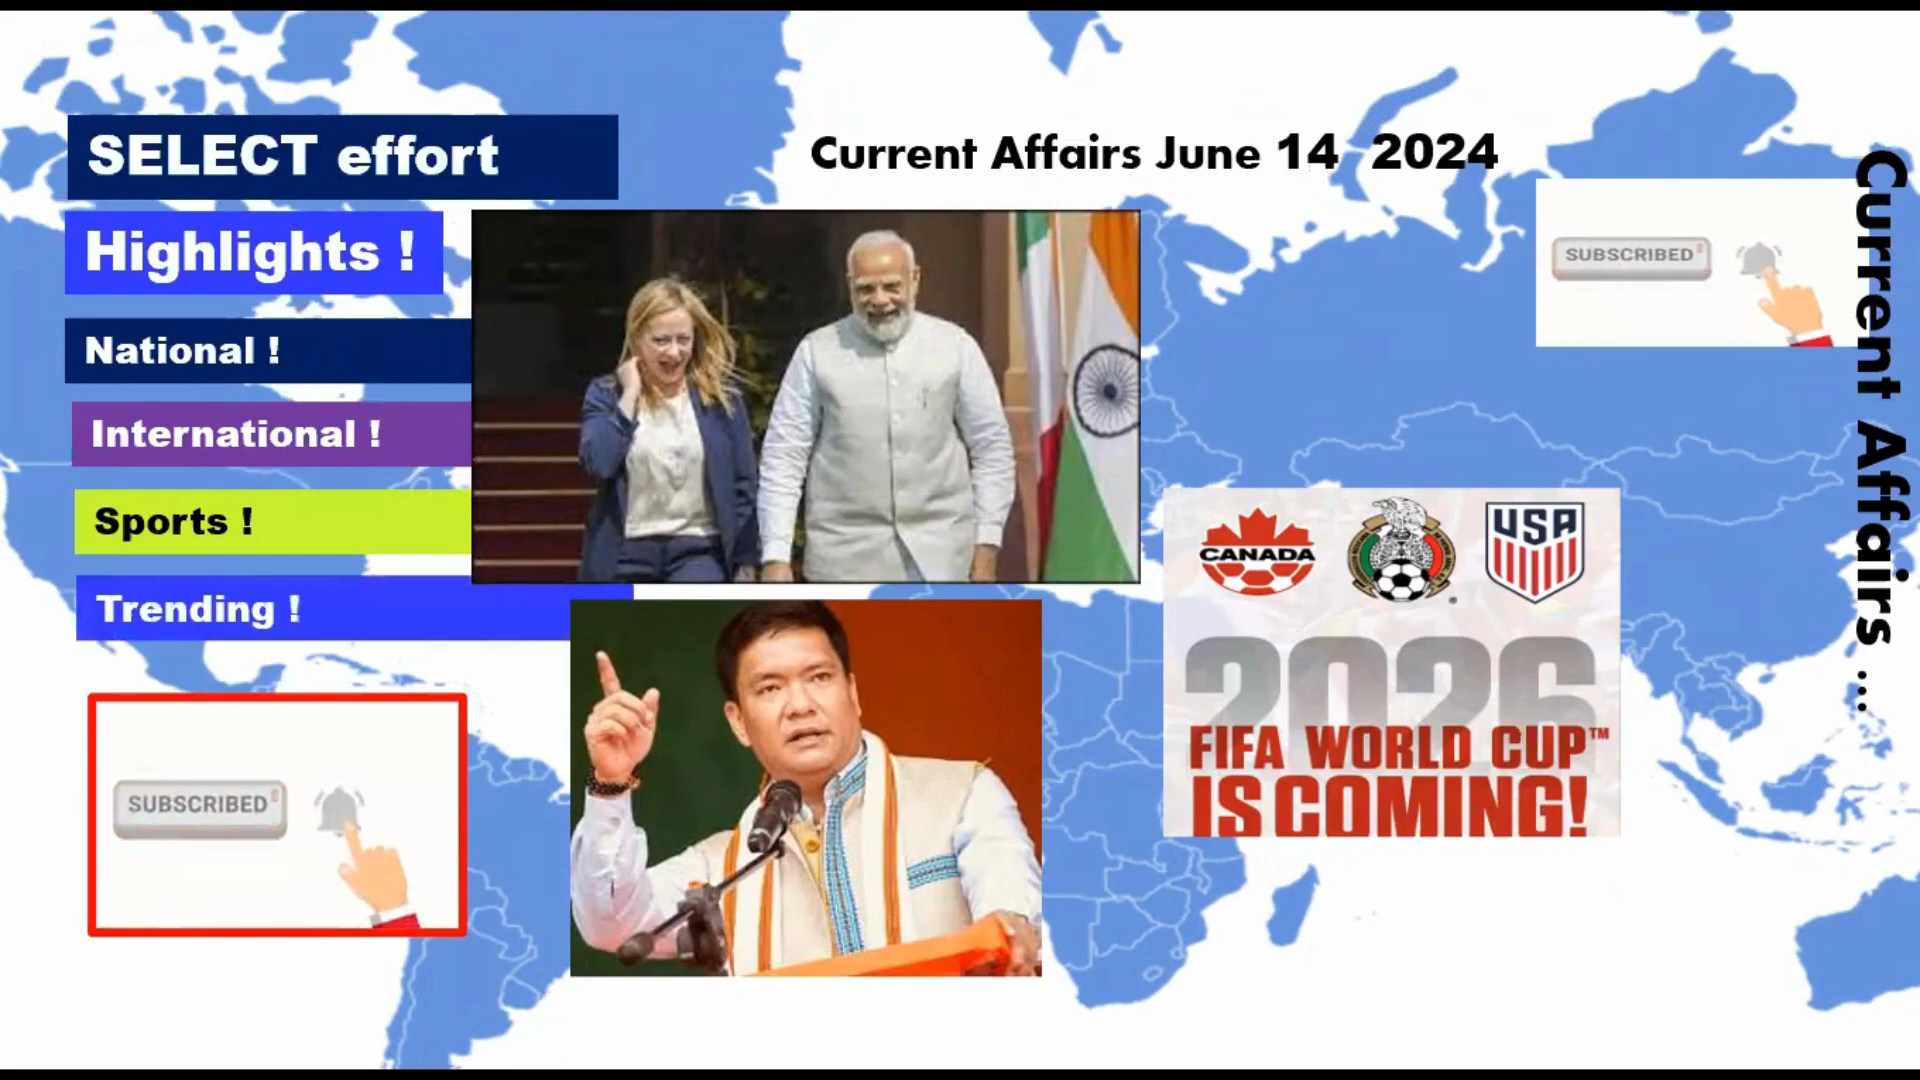 SELECT effort
Current Affairs June 14 2024
Highlights !
National !
International !
Sports !
Trending !
SUBSCRIBED
SUBSCRIBED
Current Affairs ...
CANADA
USA
2026
FIFA WORLD CUP™
IS COMING!